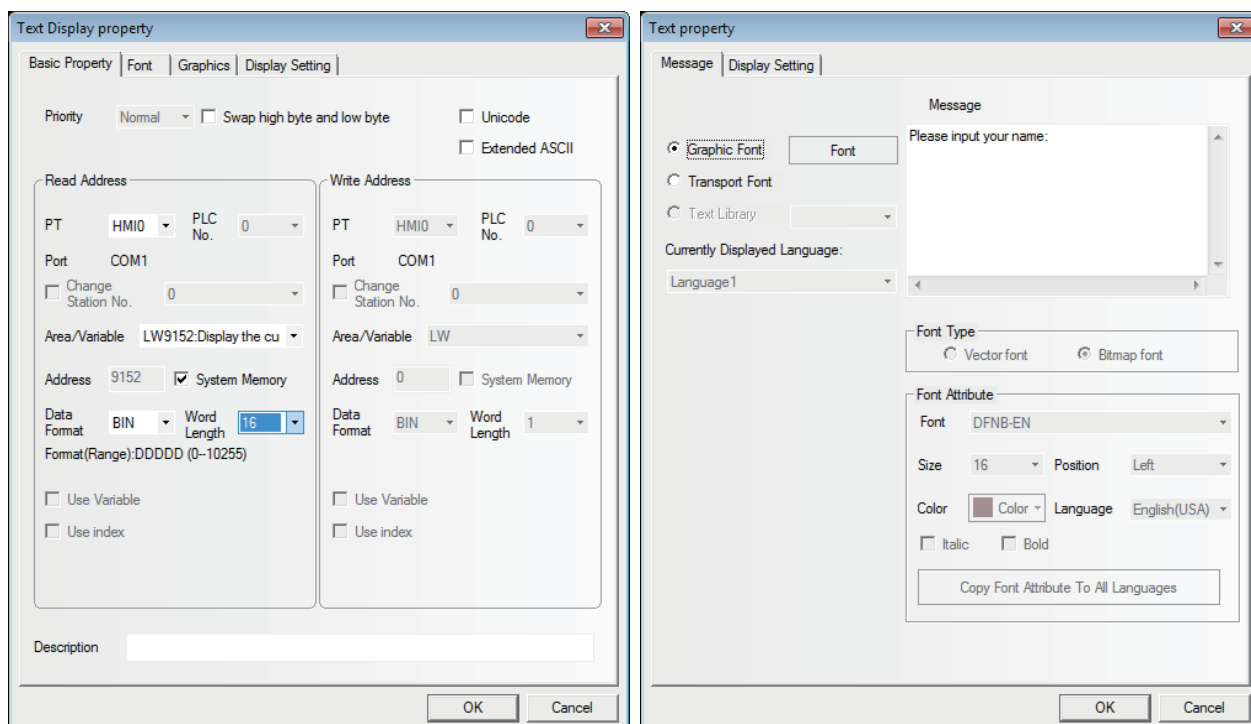 Text Display property
Basic Property Font Graphics Display Setting
Priority Normal Swap high byte and low byte Unicode
Extended ASCII
Read Address
PT HMI0 PLC No. 0
Port COM1
Change Station No. 0
Area/Variable LW9152:Display the cu
Address 9152 System Memory
Data Format BIN Word Length 16
Format(Range):DDDDD (0--10255)
Use Variable
Use index
Write Address
PT HMI0 PLC No. 0
Port COM1
Change Station No. 0
Area/Variable LW
Address 0 System Memory
Data Format BIN Word Length 1
Use Variable
Use index
Description
OK Cancel
Text property
Message Display Setting
Graphic Font Font
Transport Font
Text Library
Currently Displayed Language:
Language1
Message
Please input your name:
Font Type
Vector font Bitmap font
Font Attribute
Font DFNB-EN
Size 16 Position Left
Color Color Language English(USA)
Italic Bold
Copy Font Attribute To All Languages
OK Cancel